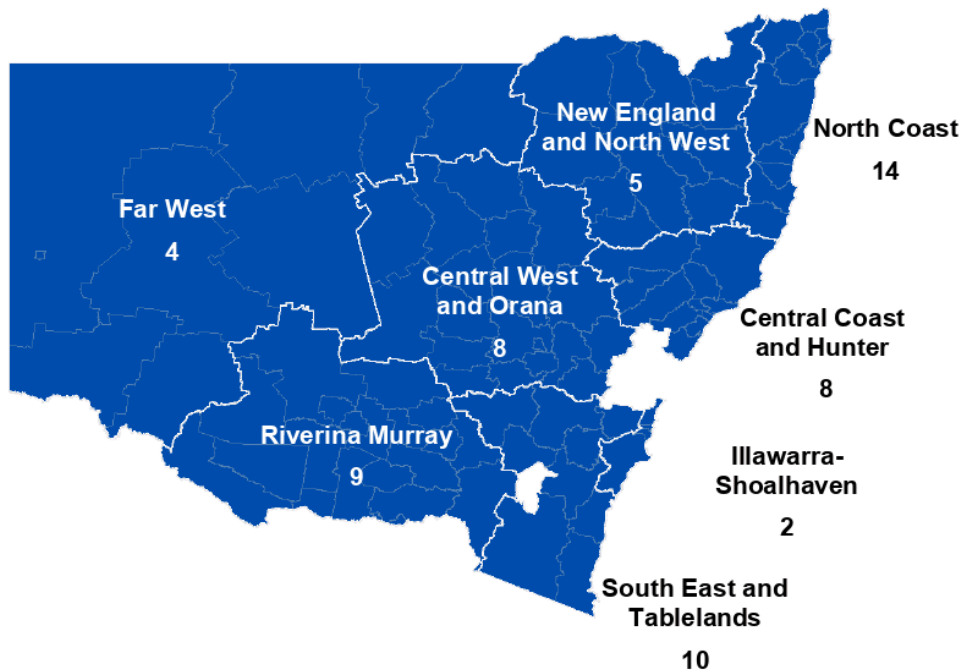 New England
and North West
5
North Coast
14
Far West
4
Central West
and Orana
8
Central Coast
and Hunter
8
Riverina Murray
9
Illawarra-
Shoalhaven
2
South East and
Tablelands
10